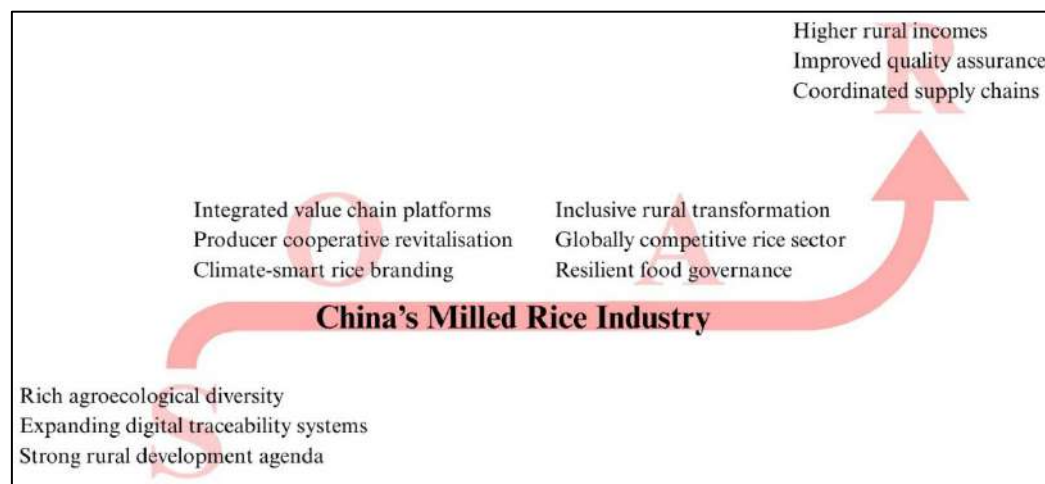 R
Higher rural incomes
Improved quality assurance
Coordinated supply chains
O
Integrated value chain platforms
Producer cooperative revitalisation
Climate-smart rice branding
A
Inclusive rural transformation
Globally competitive rice sector
Resilient food governance
China's Milled Rice Industry
S
Rich agroecological diversity
Expanding digital traceability systems
Strong rural development agenda